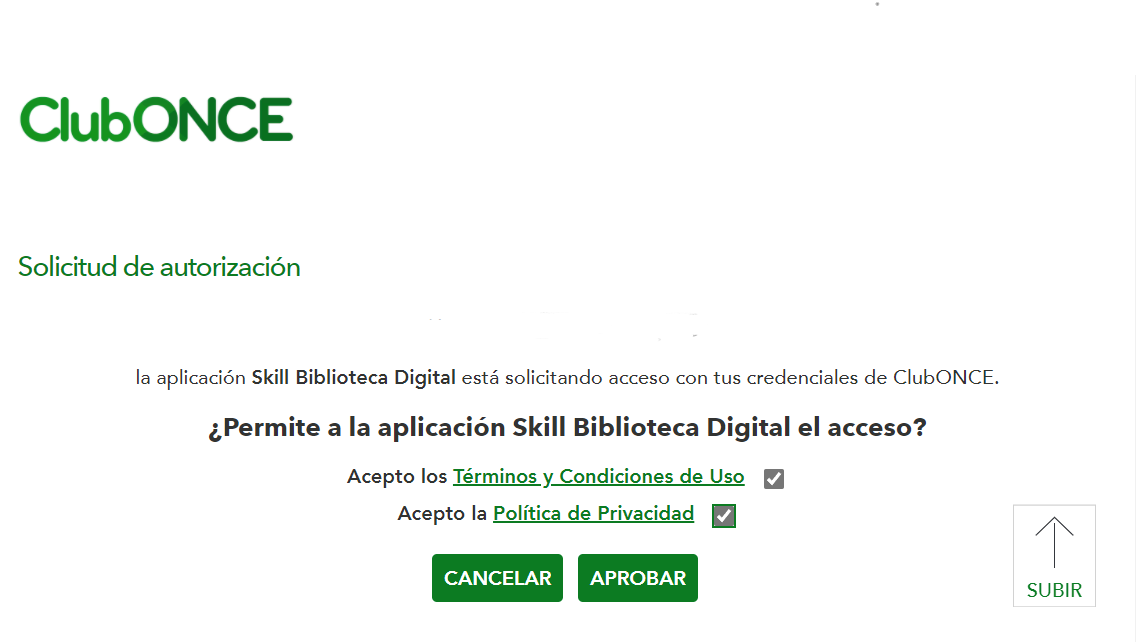 ClubONCE
Solicitud de autorización
la aplicación Skill Biblioteca Digital está solicitando acceso con tus credenciales de ClubONCE.
¿Permite a la aplicación Skill Biblioteca Digital el acceso?
Acepto los Términos y Condiciones de Uso
Acepto la Política de Privacidad
CANCELAR APROBAR
SUBIR